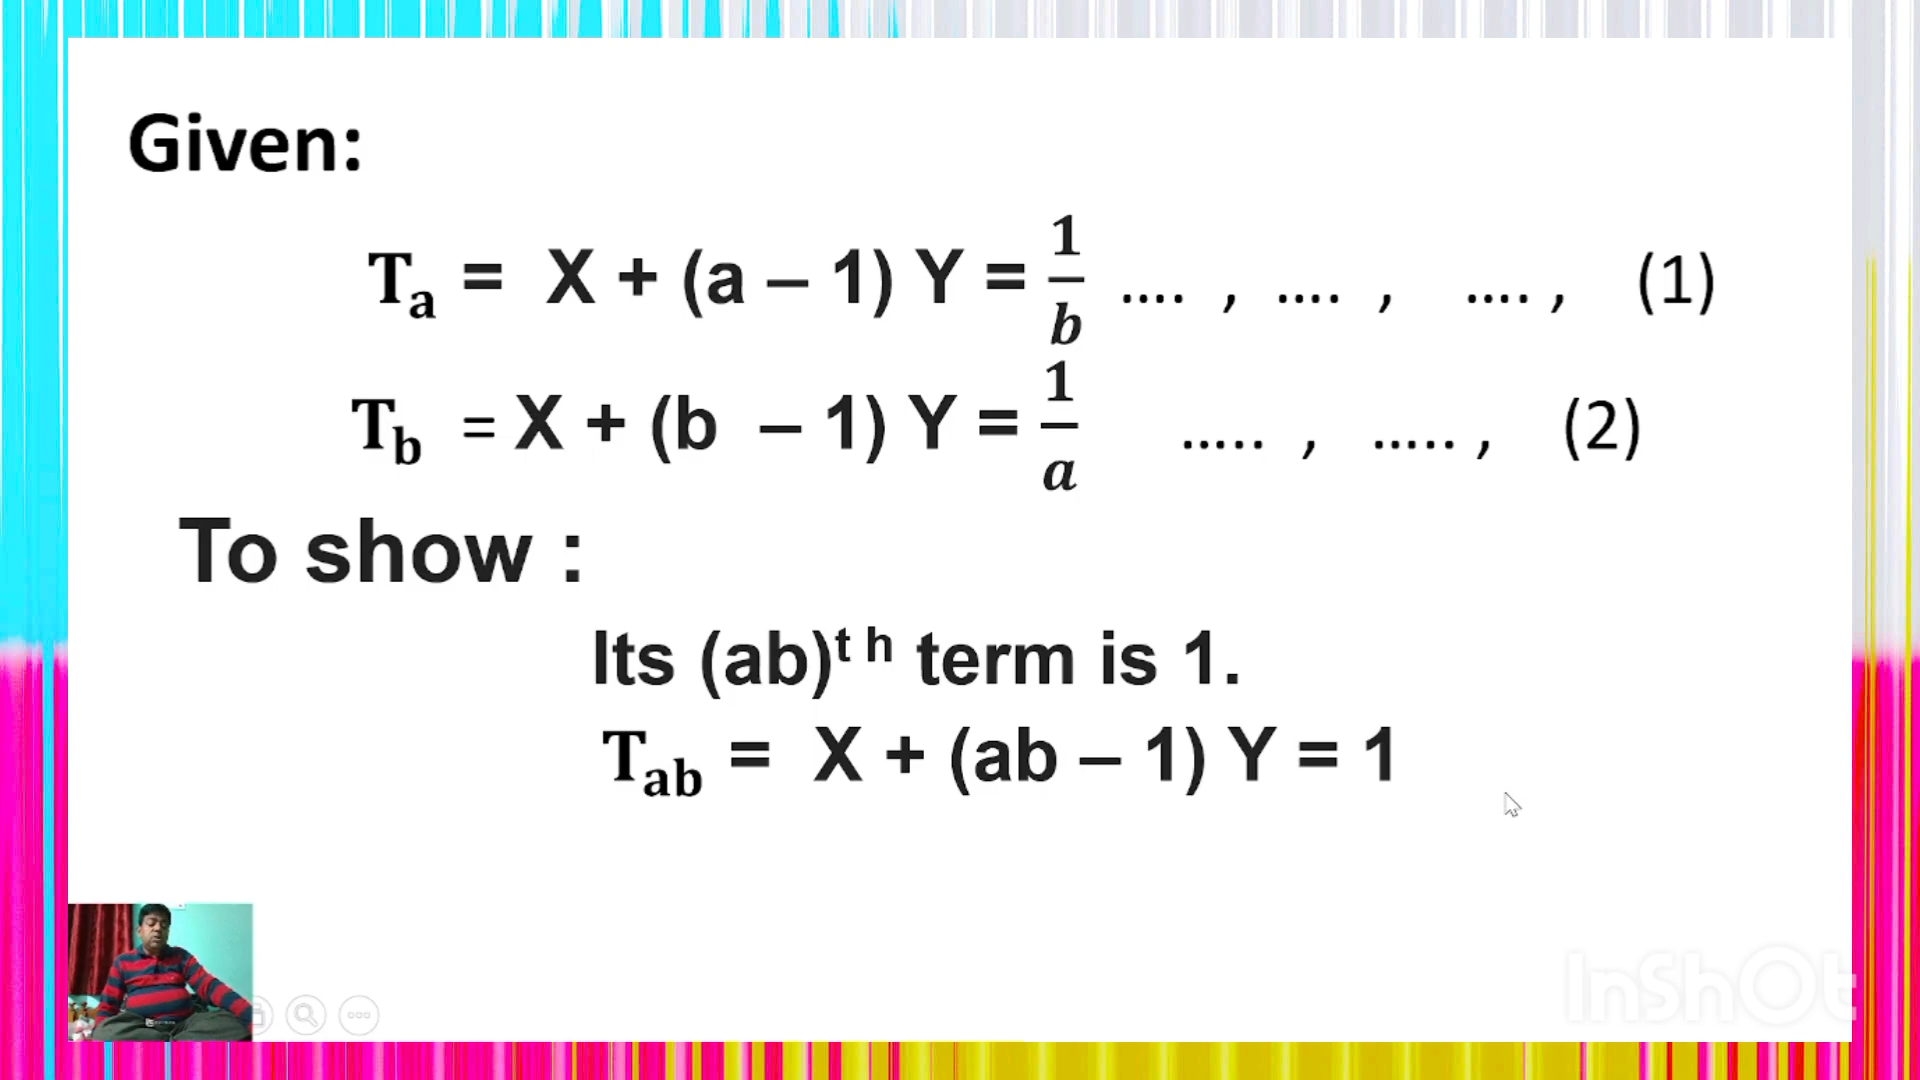 Given:
Tₐ = X + (a – 1) Y = 1/b .... , .... , .... , (1)
T_b = X + (b – 1) Y = 1/a ..... , ..... , (2)
To show :
Its (ab)ᵗ ʰ term is 1.
T_ab = X + (ab – 1) Y = 1
InShOt